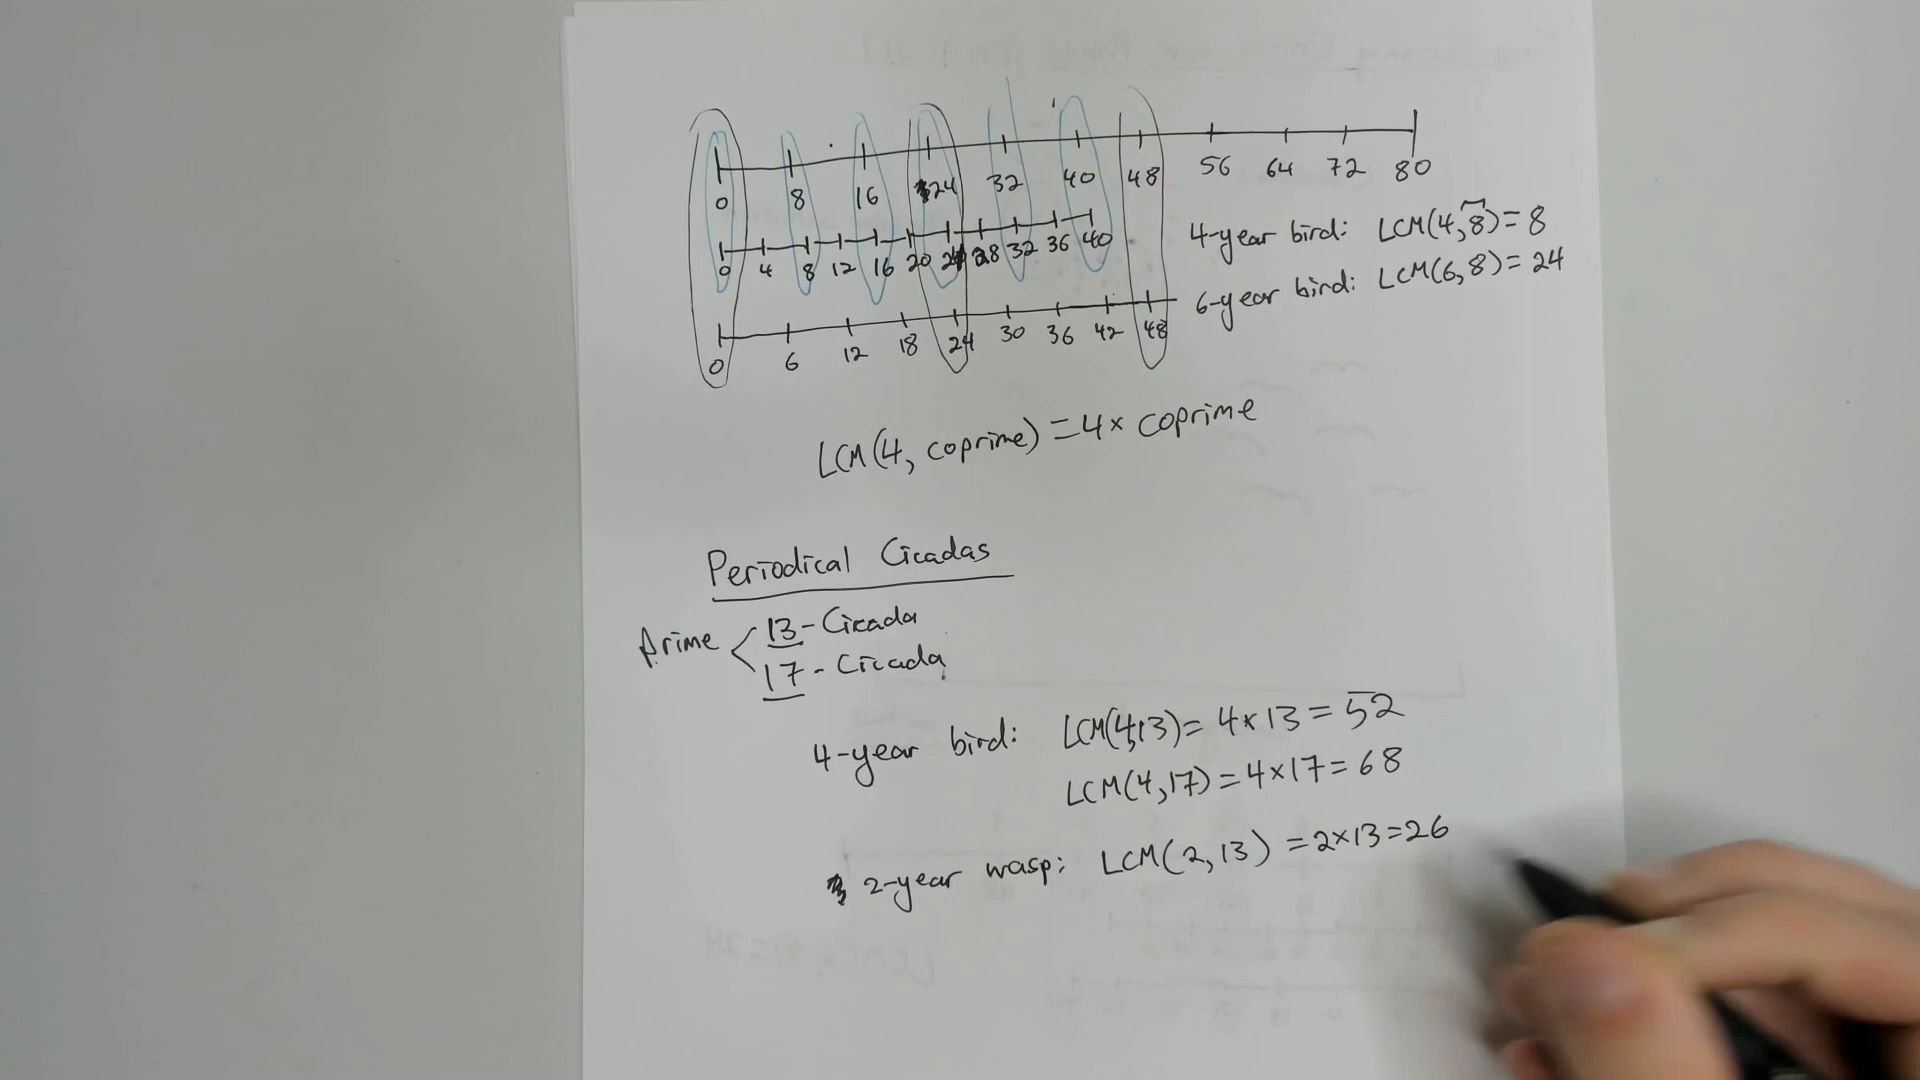 0 8 16 24 32 40 48 56 64 72 80
0 4 8 12 16 20 24 28 32 36 40
4-year bird: LCM(4,8)=8
6-year bird: LCM(6,8)=24
0 6 12 18 24 30 36 42 48
LCM(4, coprime)=4× coprime
Periodical Cicadas
Prime
13-Cicada
17-Cicada
4-year bird: LCM(4,13)=4×13=52
LCM(4,17)=4×17=68
2-year wasp: LCM(2,13)=2×13=26